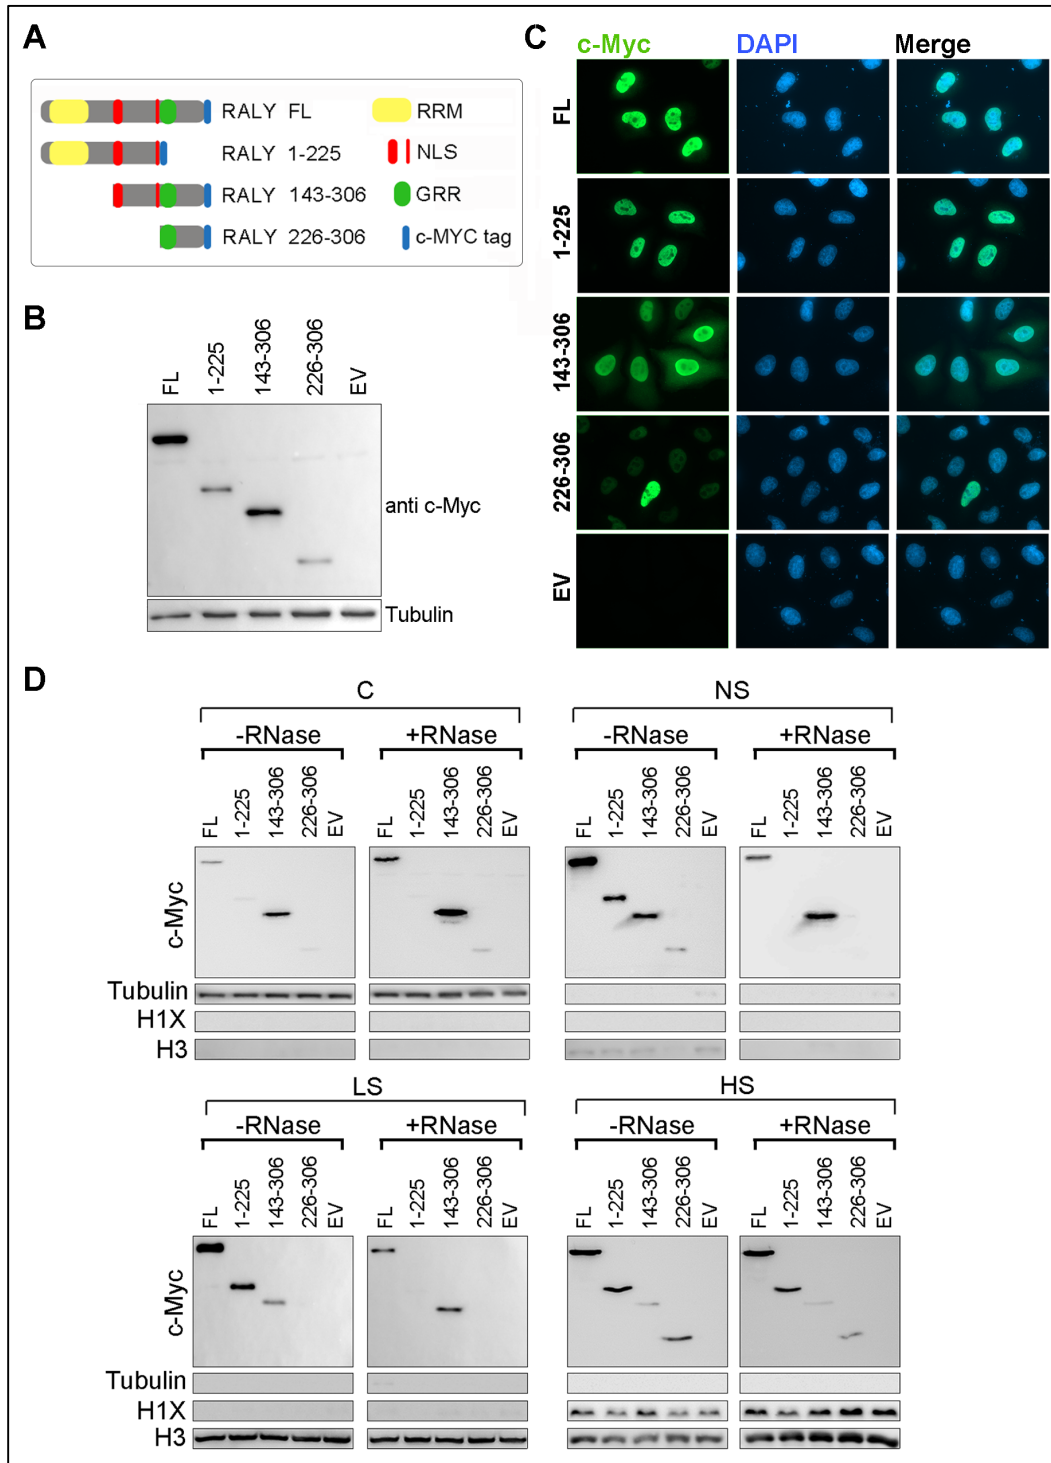 A
RALY FL
RALY 1-225
RALY 143-306
RALY 226-306
RRM
NLS
GRR
c-MYC tag
B
FL
1-225
143-306
226-306
EV
anti c-Myc
Tubulin
C
c-Myc DAPI Merge
FL
1-225
143-306
226-306
EV
D
C
-RNase +RNase
FL 1-225 143-306 226-306 EV FL 1-225 143-306 226-306 EV
NS
-RNase +RNase
FL 1-225 143-306 226-306 EV FL 1-225 143-306 226-306 EV
c-Myc
Tubulin
H1X
H3
LS
-RNase +RNase
FL 1-225 143-306 226-306 EV FL 1-225 143-306 226-306 EV
HS
-RNase +RNase
FL 1-225 143-306 226-306 EV FL 1-225 143-306 226-306 EV
c-Myc
Tubulin
H1X
H3